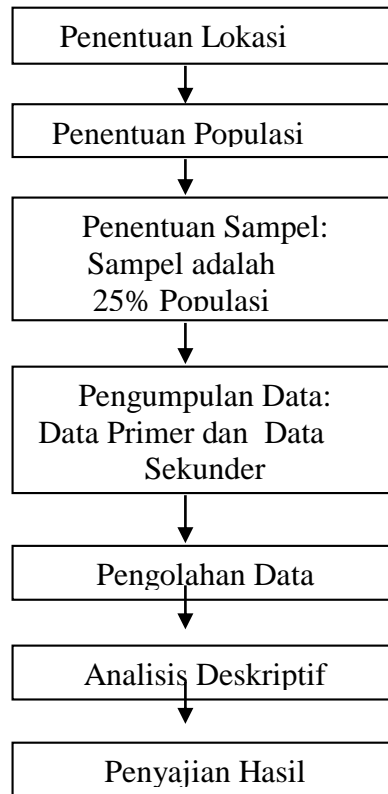 Penentuan Lokasi
Penentuan Populasi
Penentuan Sampel:
Sampel adalah
25% Populasi
Pengumpulan Data:
Data Primer dan Data
Sekunder
Pengolahan Data
Analisis Deskriptif
Penyajian Hasil